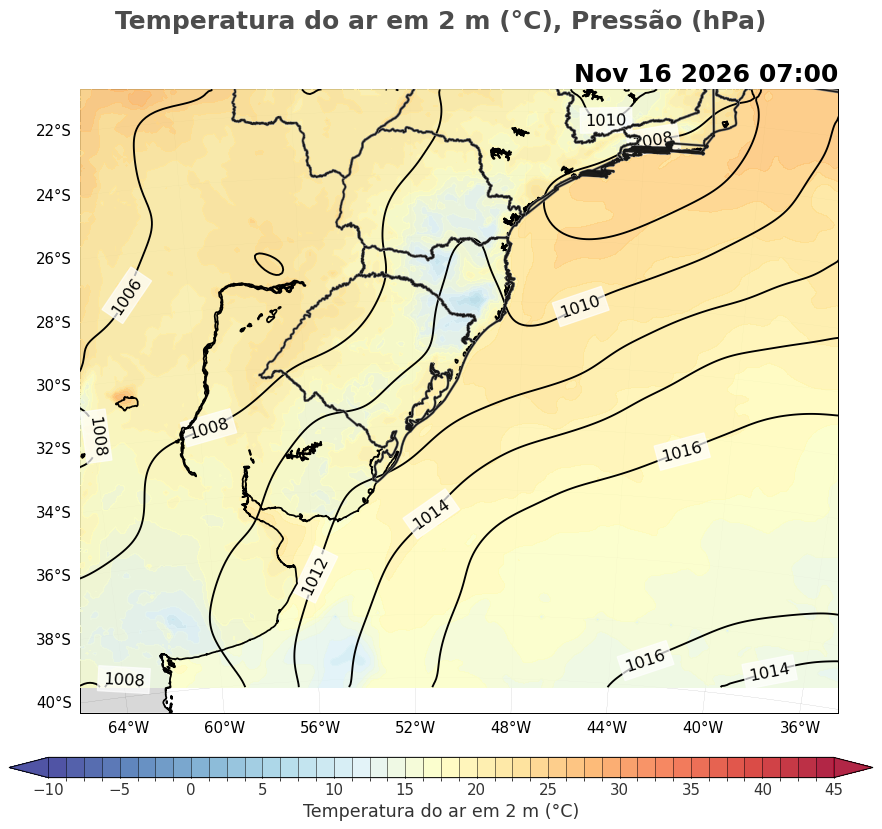 Temperatura do ar em 2 m (°C), Pressão (hPa)
Nov 16 2026 07:00
1010
1008
22°S
24°S
26°S
28°S
30°S
32°S
34°S
36°S
38°S
40°S
1006
1010
1008
1008
1016
1014
1012
1016
1014
1008
64°W
60°W
56°W
52°W
48°W
44°W
40°W
36°W
−10
−5
0
5
10
15
20
25
30
35
40
45
Temperatura do ar em 2 m (°C)